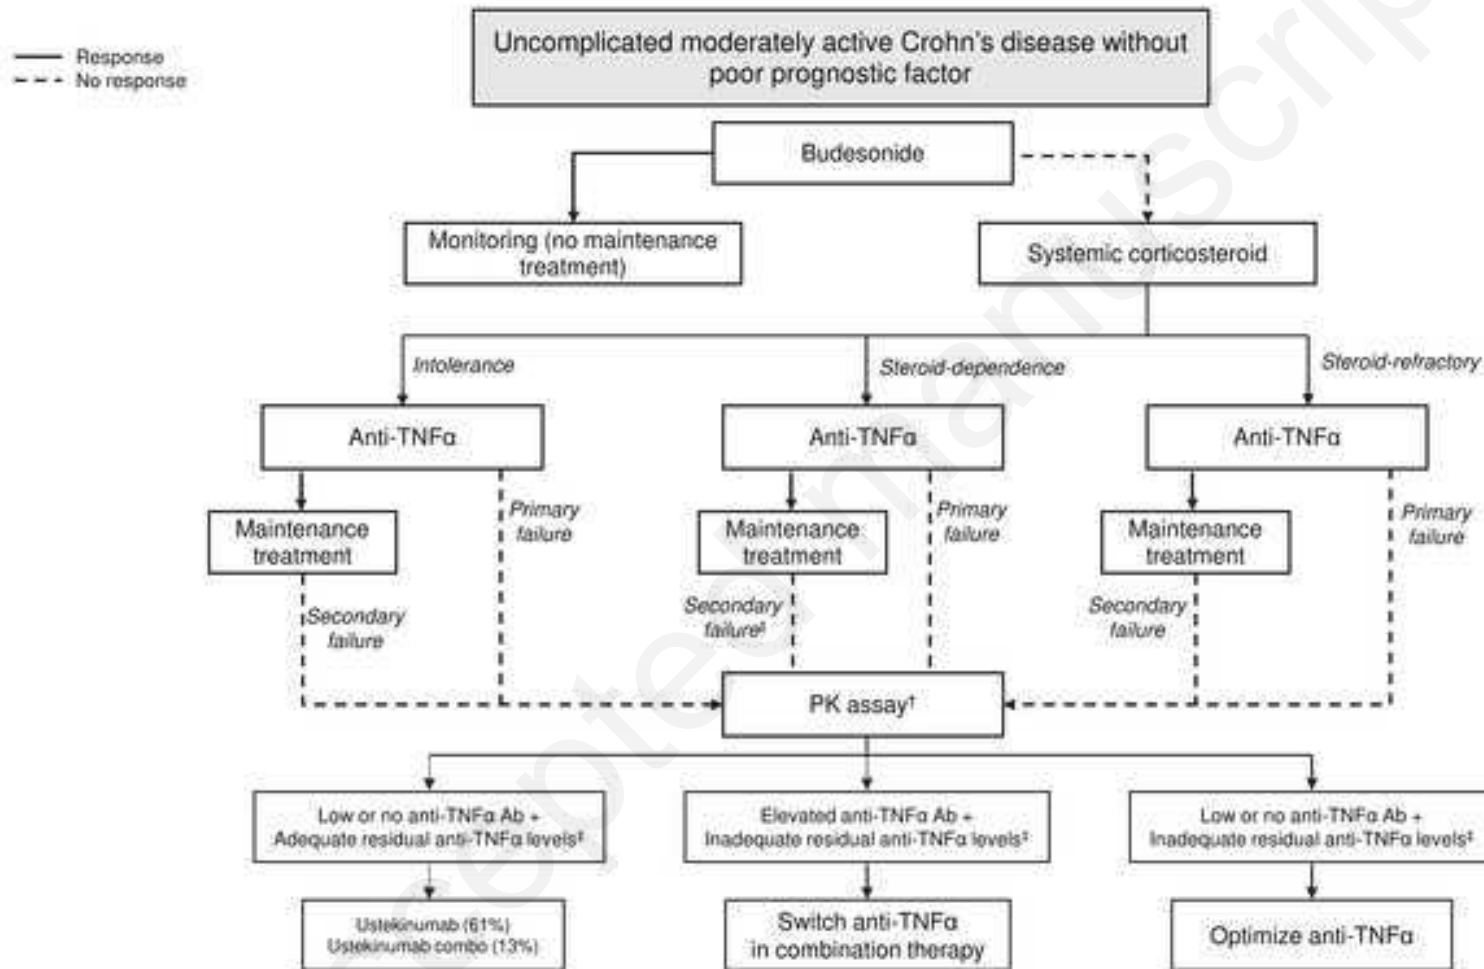 Response
No response
Uncomplicated moderately active Crohn's disease without
poor prognostic factor
Budesonide
Monitoring (no maintenance
treatment)
Systemic corticosteroid
Intolerance
Steroid-dependence
Steroid-refractory
Anti-TNFα
Anti-TNFα
Anti-TNFα
Maintenance
treatment
Primary
failure
Maintenance
treatment
Primary
failure
Maintenance
treatment
Primary
failure
Secondary
failure
Secondary
failure§
Secondary
failure
PK assay†
Low or no anti-TNFα Ab +
Adequate residual anti-TNFα levels‡
Elevated anti-TNFα Ab +
Inadequate residual anti-TNFα levels‡
Low or no anti-TNFα Ab +
Inadequate residual anti-TNFα levels‡
Ustekinumab (61%)
Ustekinumab combo (13%)
Switch anti-TNFα
in combination therapy
Optimize anti-TNFα
cepted manuscrip